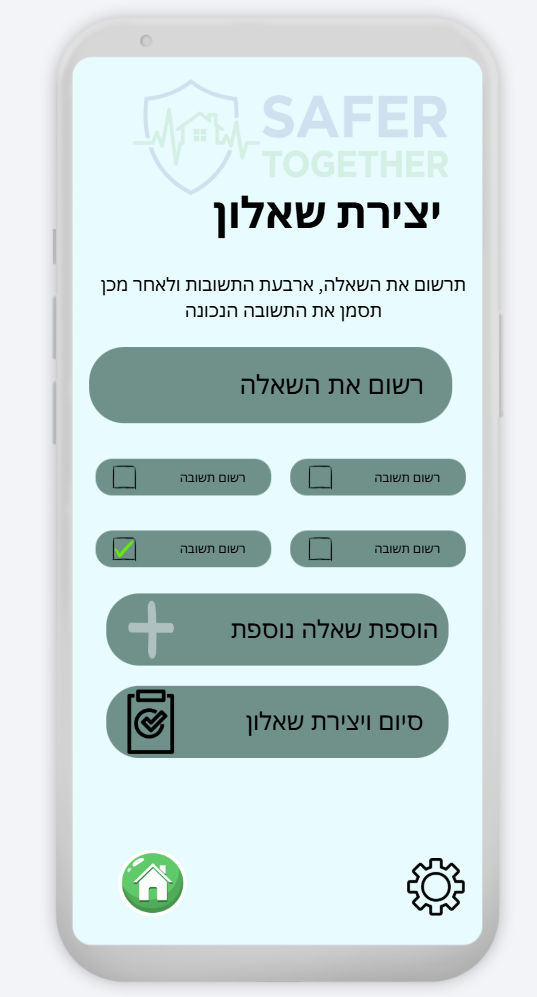 SAFER
TOGETHER
יצירת שאלון
תרשום את השאלה, ארבעת התשובות ולאחר מכן
תסמן את התשובה הנכונה
רשום את השאלה
רשום תשובה
רשום תשובה
רשום תשובה
רשום תשובה
הוספת שאלה נוספת
סיום ויצירת שאלון